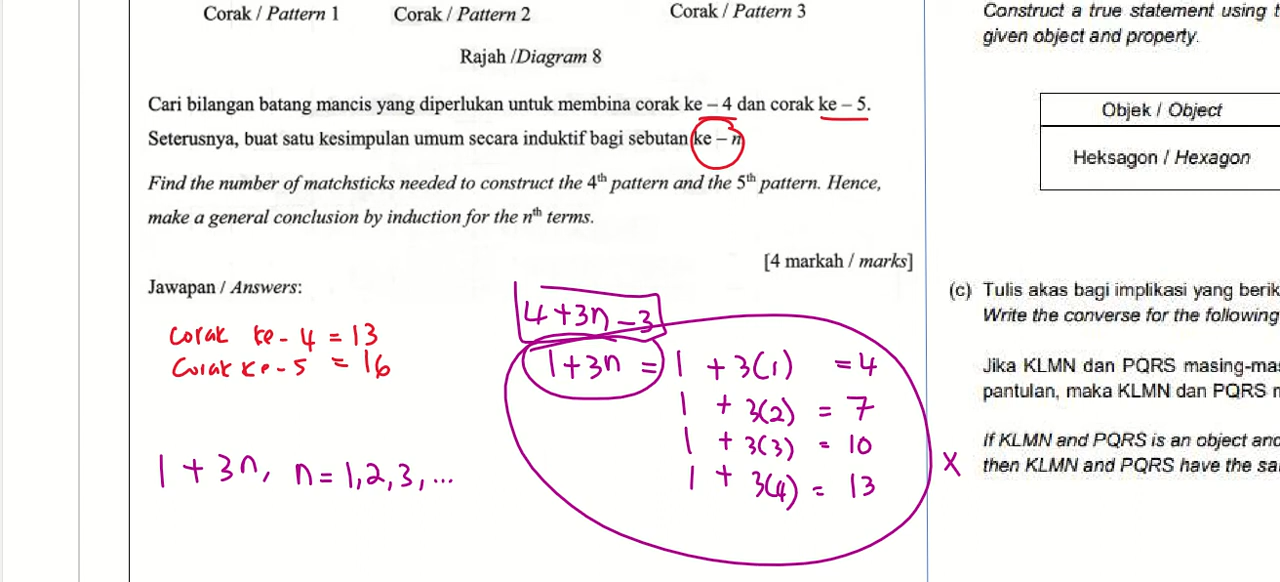 Corak / Pattern 1 Corak / Pattern 2 Corak / Pattern 3
Rajah /Diagram 8
Cari bilangan batang mancis yang diperlukan untuk membina corak ke – 4 dan corak ke – 5.
Seterusnya, buat satu kesimpulan umum secara induktif bagi sebutan ke – n
Find the number of matchsticks needed to construct the 4th pattern and the 5th pattern. Hence,
make a general conclusion by induction for the nth terms.
[4 markah / marks]
Jawapan / Answers:
4+3n-3
Corak ke-4 = 13
Corak ke-5 = 16
1+3n = 1 + 3(1) = 4
1 + 3(2) = 7
1 + 3(3) = 10
1 + 3(4) = 13
1 + 3n, n = 1,2,3,...
X
Construct a true statement using
given object and property.
Objek / Object
Heksagon / Hexagon
(c) Tulis akas bagi implikasi yang
Write the converse for the following
Jika KLMN dan PQRS
pantulan, maka KLMN dan PQRS
If KLMN and PQRS is an object
then KLMN and PQRS have the